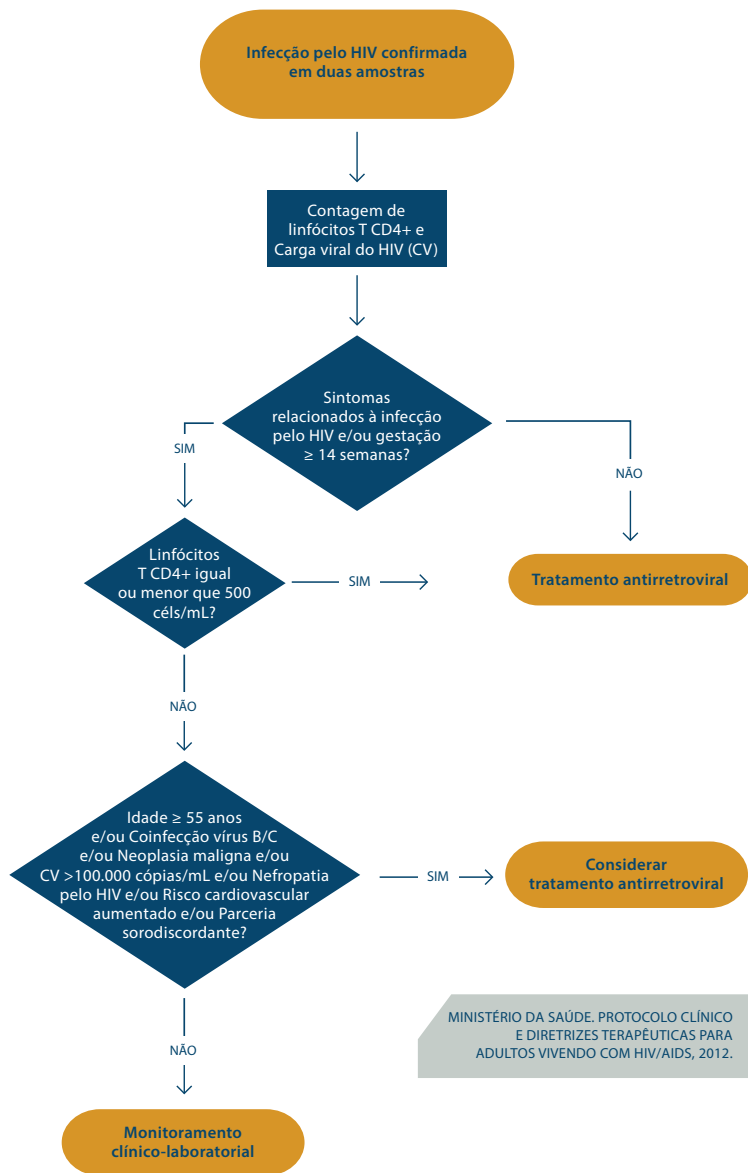 Infecção pelo HIV confirmada
em duas amostras
Contagem de
linfócitos T CD4+ e
Carga viral do HIV (CV)
Sintomas
relacionados à infecção
pelo HIV e/ou gestação
≥ 14 semanas?
SIM
NÃO
Linfócitos
T CD4+ igual
ou menor que 500
céls/mL?
SIM
Tratamento antirretroviral
NÃO
Idade ≥ 55 anos
e/ou Coinfecção vírus B/C
e/ou Neoplasia maligna e/ou
CV >100.000 cópias/mL e/ou Nefropatia
pelo HIV e/ou Risco cardiovascular
aumentado e/ou Parceria
sorodiscordante?
SIM
Considerar
tratamento antirretroviral
NÃO
MINISTÉRIO DA SAÚDE. PROTOCOLO CLÍNICO
E DIRETRIZES TERAPÊUTICAS PARA
ADULTOS VIVENDO COM HIV/AIDS, 2012.
Monitoramento
clínico-laboratorial